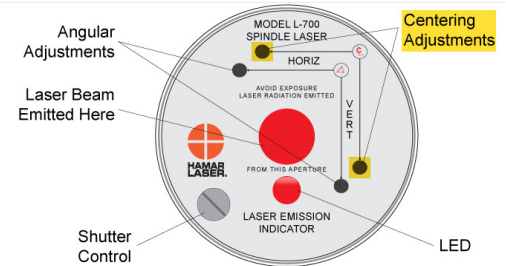 MODEL L-700
SPINDLE LASER
HORIZ
VERT
AVOID EXPOSURE
LASER RADIATION EMITTED
FROM THIS APERTURE
HAMAR
LASER®
LASER EMISSION
INDICATOR
Angular
Adjustments
Laser Beam
Emitted Here
Shutter
Control
Centering
Adjustments
LED